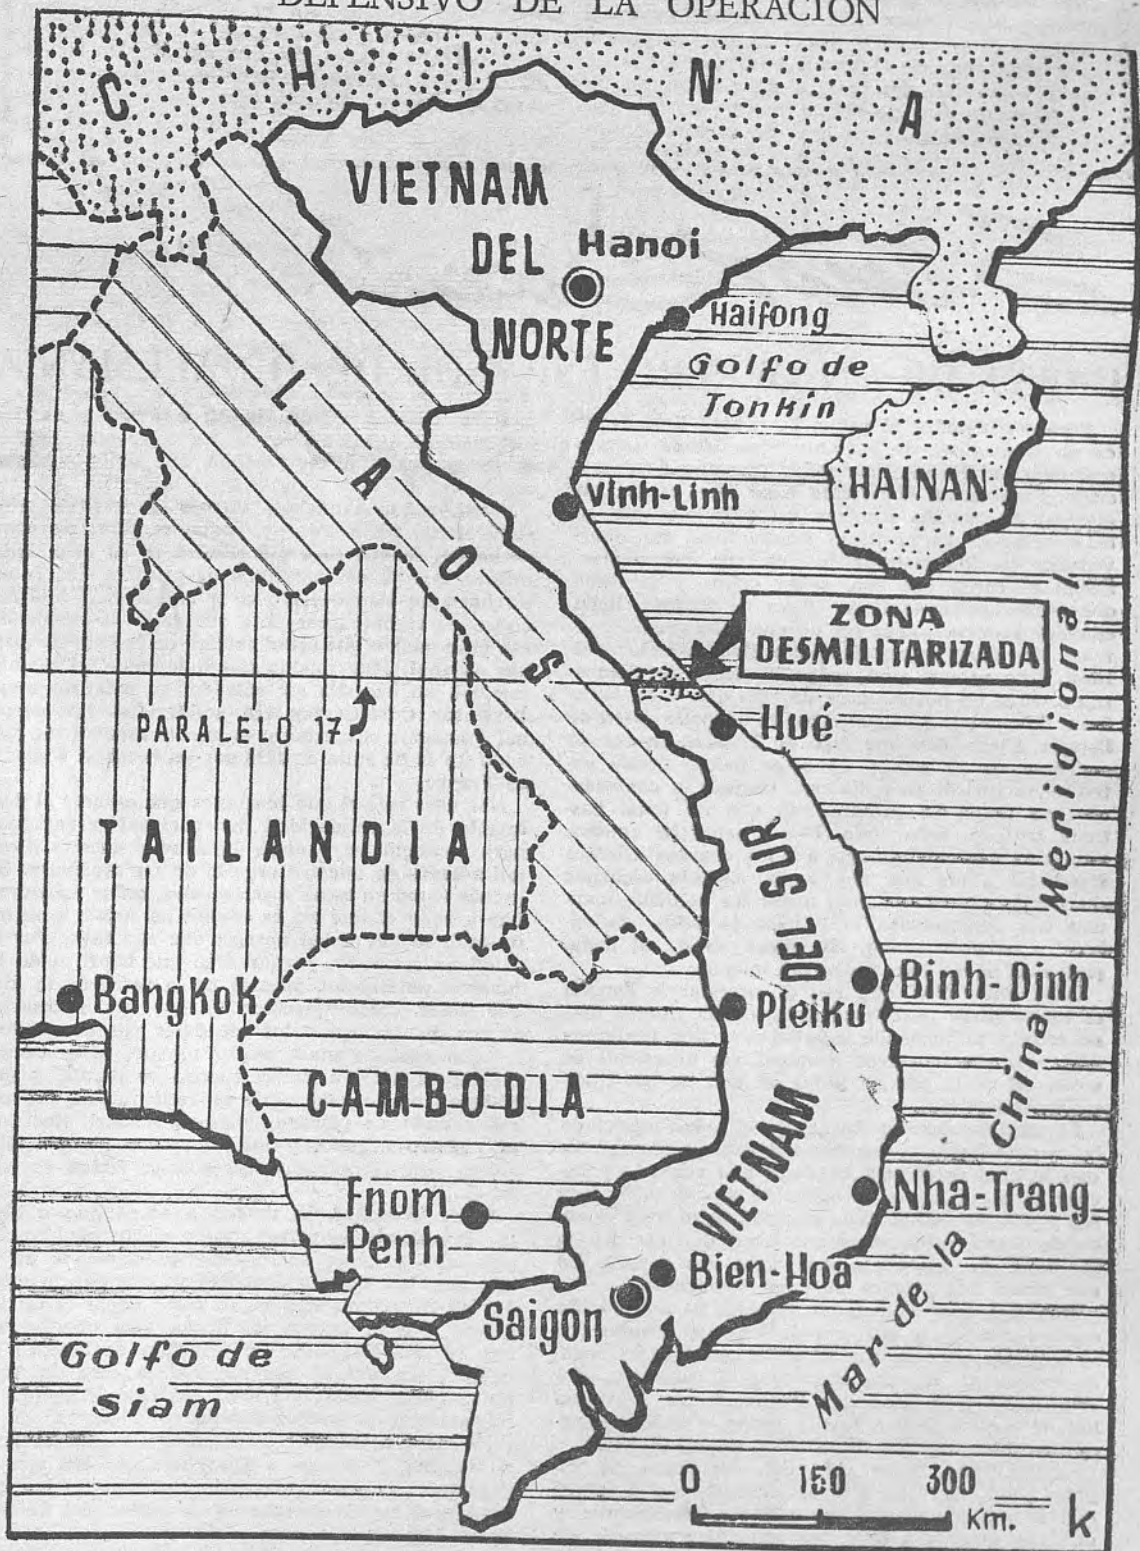 DEFENSIVO DE LA OPERACIÓN
CHINA
VIETNAM
DEL
NORTE
Hanoi
Haifong
Golfo de
Tonkin
LAOS
HAINAN
Vinh-Linh
ZONA
DESMILITARIZADA
PARALELO 17
Hué
TAILANDIA
Bangkok
Binh-Dinh
Pleiku
VIETNAM DEL SUR
CAMBODIA
Fnom
Penh
Nha-Trang
Bien-Hoa
Saigon
Mar de la China Meridional
Golfo de
Siam
0 150 300
Km.
k